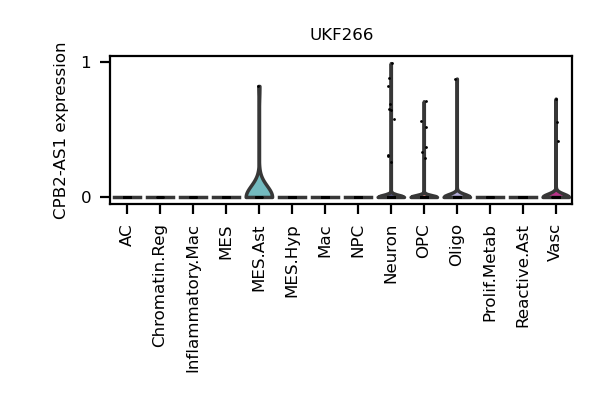 UKF266
CPB2-AS1 expression
1
0
AC
Chromatin.Reg
Inflammatory.Mac
MES
MES.Ast
MES.Hyp
Mac
NPC
Neuron
OPC
Oligo
Prolif.Metab
Reactive.Ast
Vasc